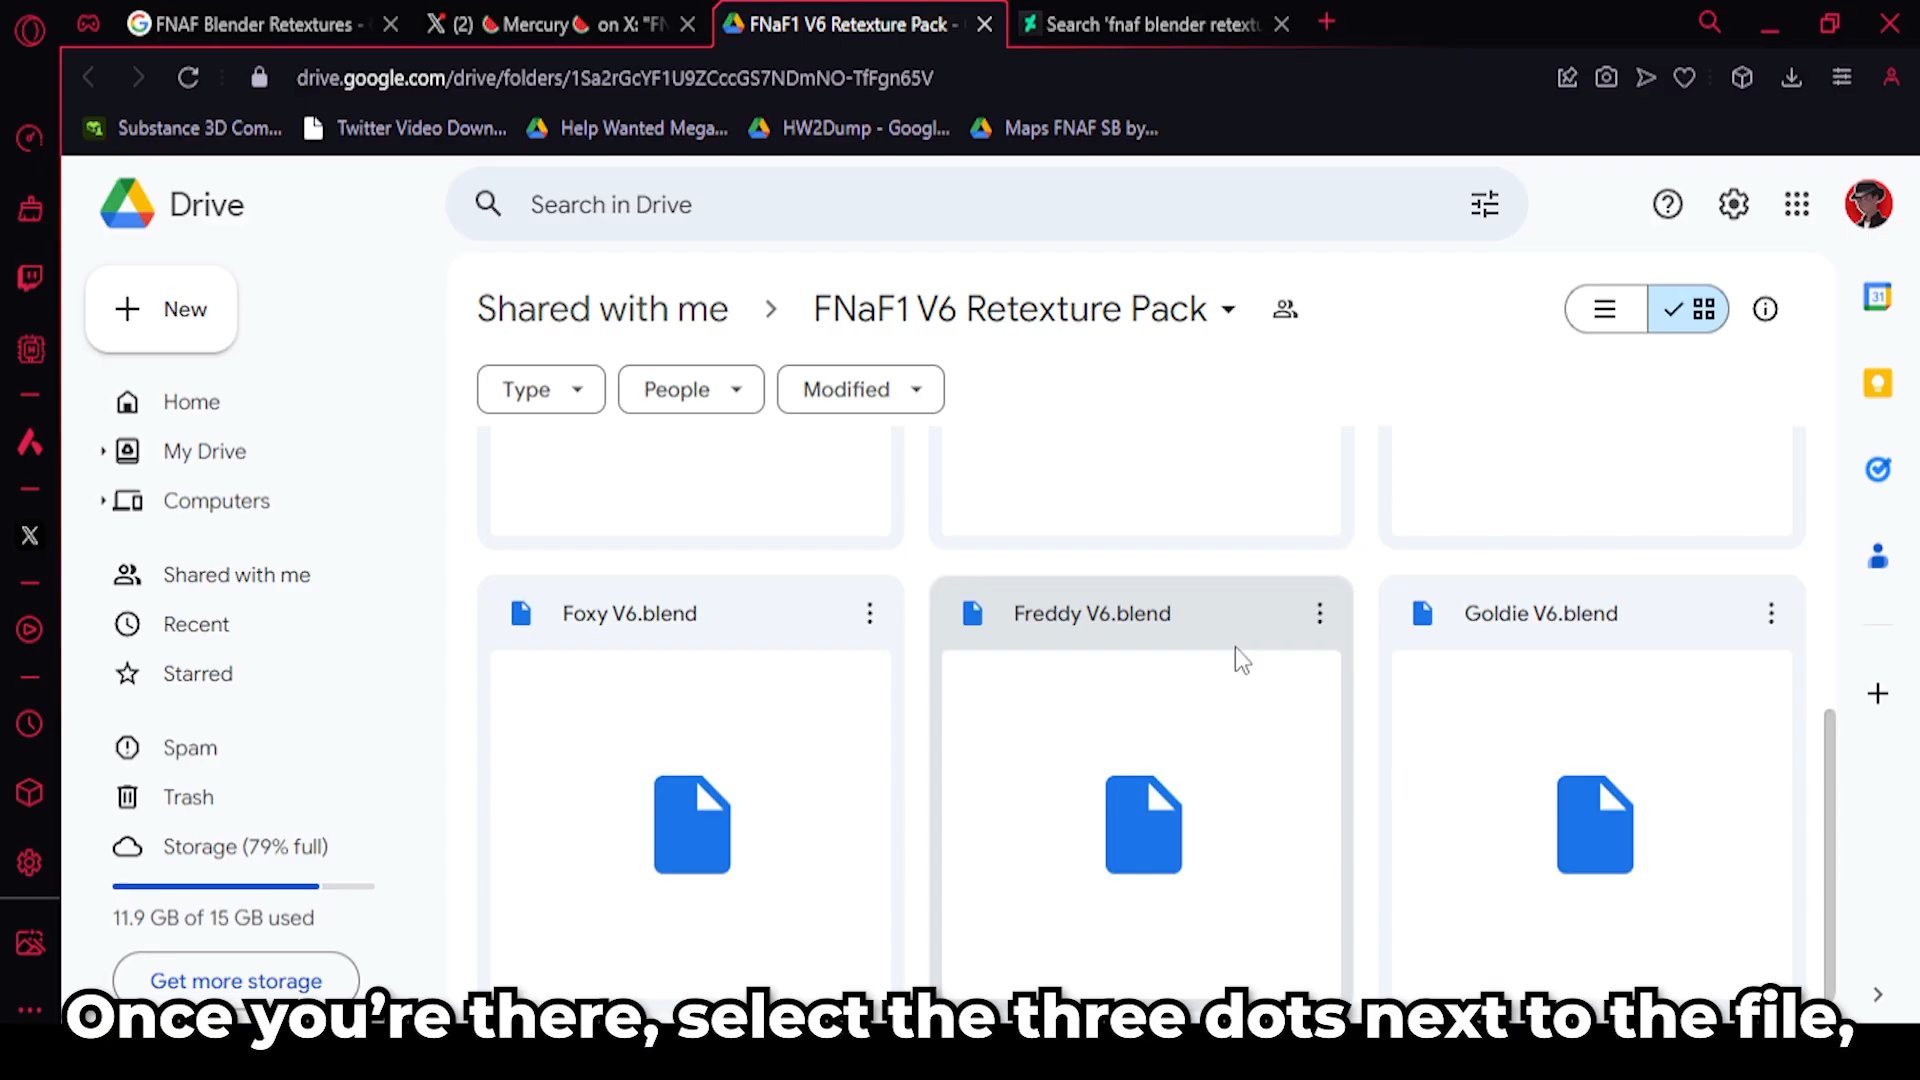 FNAF Blender Retextures -
(2) 🍉Mercury🍉 on X: "FN
FNaF1 V6 Retexture Pack -
Search 'fnaf blender retextu
drive.google.com/drive/folders/1Sa2rGcYF1U9ZCccGS7NDmNO-TfFgn65V
Substance 3D Com...
Twitter Video Down...
Help Wanted Mega...
HW2Dump - Googl...
Maps FNAF SB by...
Drive
Search in Drive
New
Shared with me > FNaF1 V6 Retexture Pack
Type
People
Modified
Home
My Drive
Computers
Shared with me
Recent
Starred
Spam
Trash
Storage (79% full)
11.9 GB of 15 GB used
Get more storage
Foxy V6.blend
Freddy V6.blend
Goldie V6.blend
31
Once you're there, select the three dots next to the file,